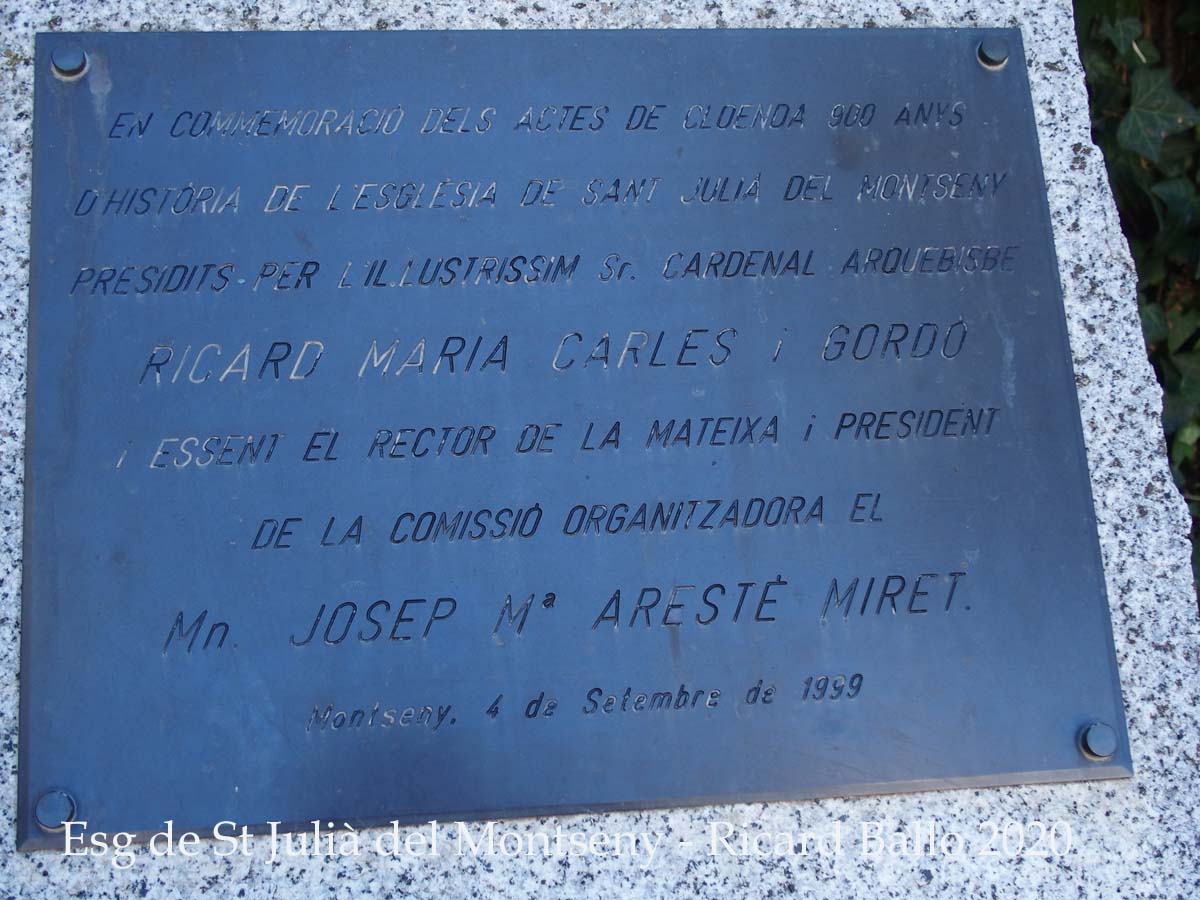 EN COMMEMORACIÓ DELS ACTES DE CLOENDA 900 ANYS
D'HISTÒRIA DE L'ESGLÈSIA DE SANT JULIÀ DEL MONTSENY
PRESIDITS PER L'IL.LUSTRISSIM Sr. CARDENAL ARQUEBISBE
RICARD MARIA CARLES i GORDÓ
i ESSENT EL RECTOR DE LA MATEIXA i PRESIDENT
DE LA COMISSIÓ ORGANITZADORA EL
Mn. JOSEP Mª ARESTÉ MIRET.
Montseny, 4 de Setembre de 1999
Esg de St Julià del Montseny - Ricard Ballo 2020